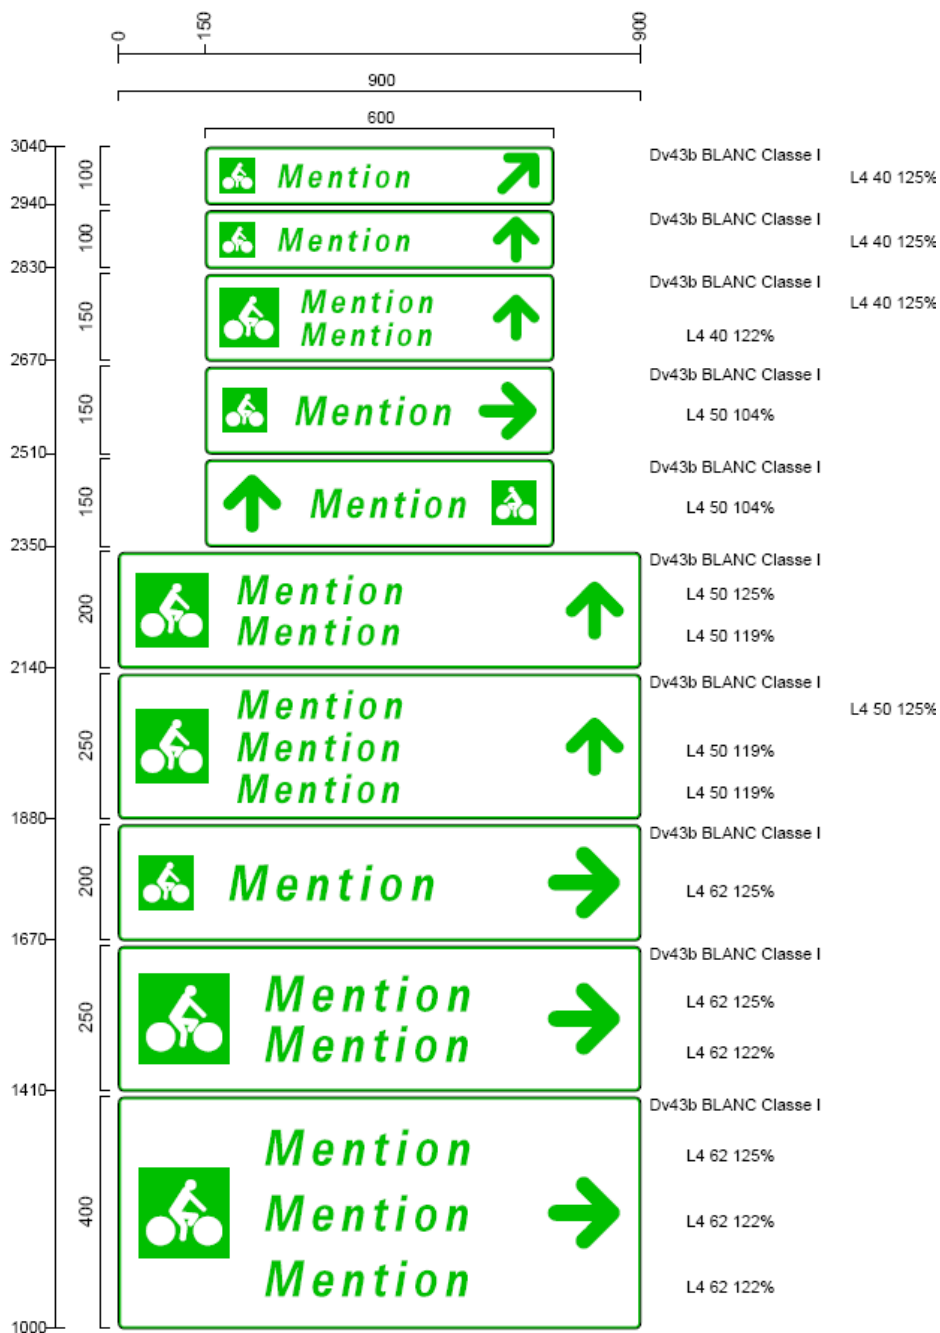 0 150 900
900
600
3040
100
Mention
Dv43b BLANC Classe I
L4 40 125%
2940
100
Mention
Dv43b BLANC Classe I
L4 40 125%
2830
150
Mention
Mention
Dv43b BLANC Classe I
L4 40 125%
L4 40 122%
2670
150
Mention
Dv43b BLANC Classe I
L4 50 104%
2510
150
Mention
Dv43b BLANC Classe I
L4 50 104%
2350
200
Mention
Mention
Dv43b BLANC Classe I
L4 50 125%
L4 50 119%
2140
250
Mention
Mention
Mention
Dv43b BLANC Classe I
L4 50 125%
L4 50 119%
L4 50 119%
1880
200
Mention
Dv43b BLANC Classe I
L4 62 125%
1670
250
Mention
Mention
Dv43b BLANC Classe I
L4 62 125%
L4 62 122%
1410
400
Mention
Mention
Mention
Dv43b BLANC Classe I
L4 62 125%
L4 62 122%
L4 62 122%
1000